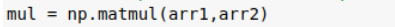 mul = np.matmul(arr1,arr2)